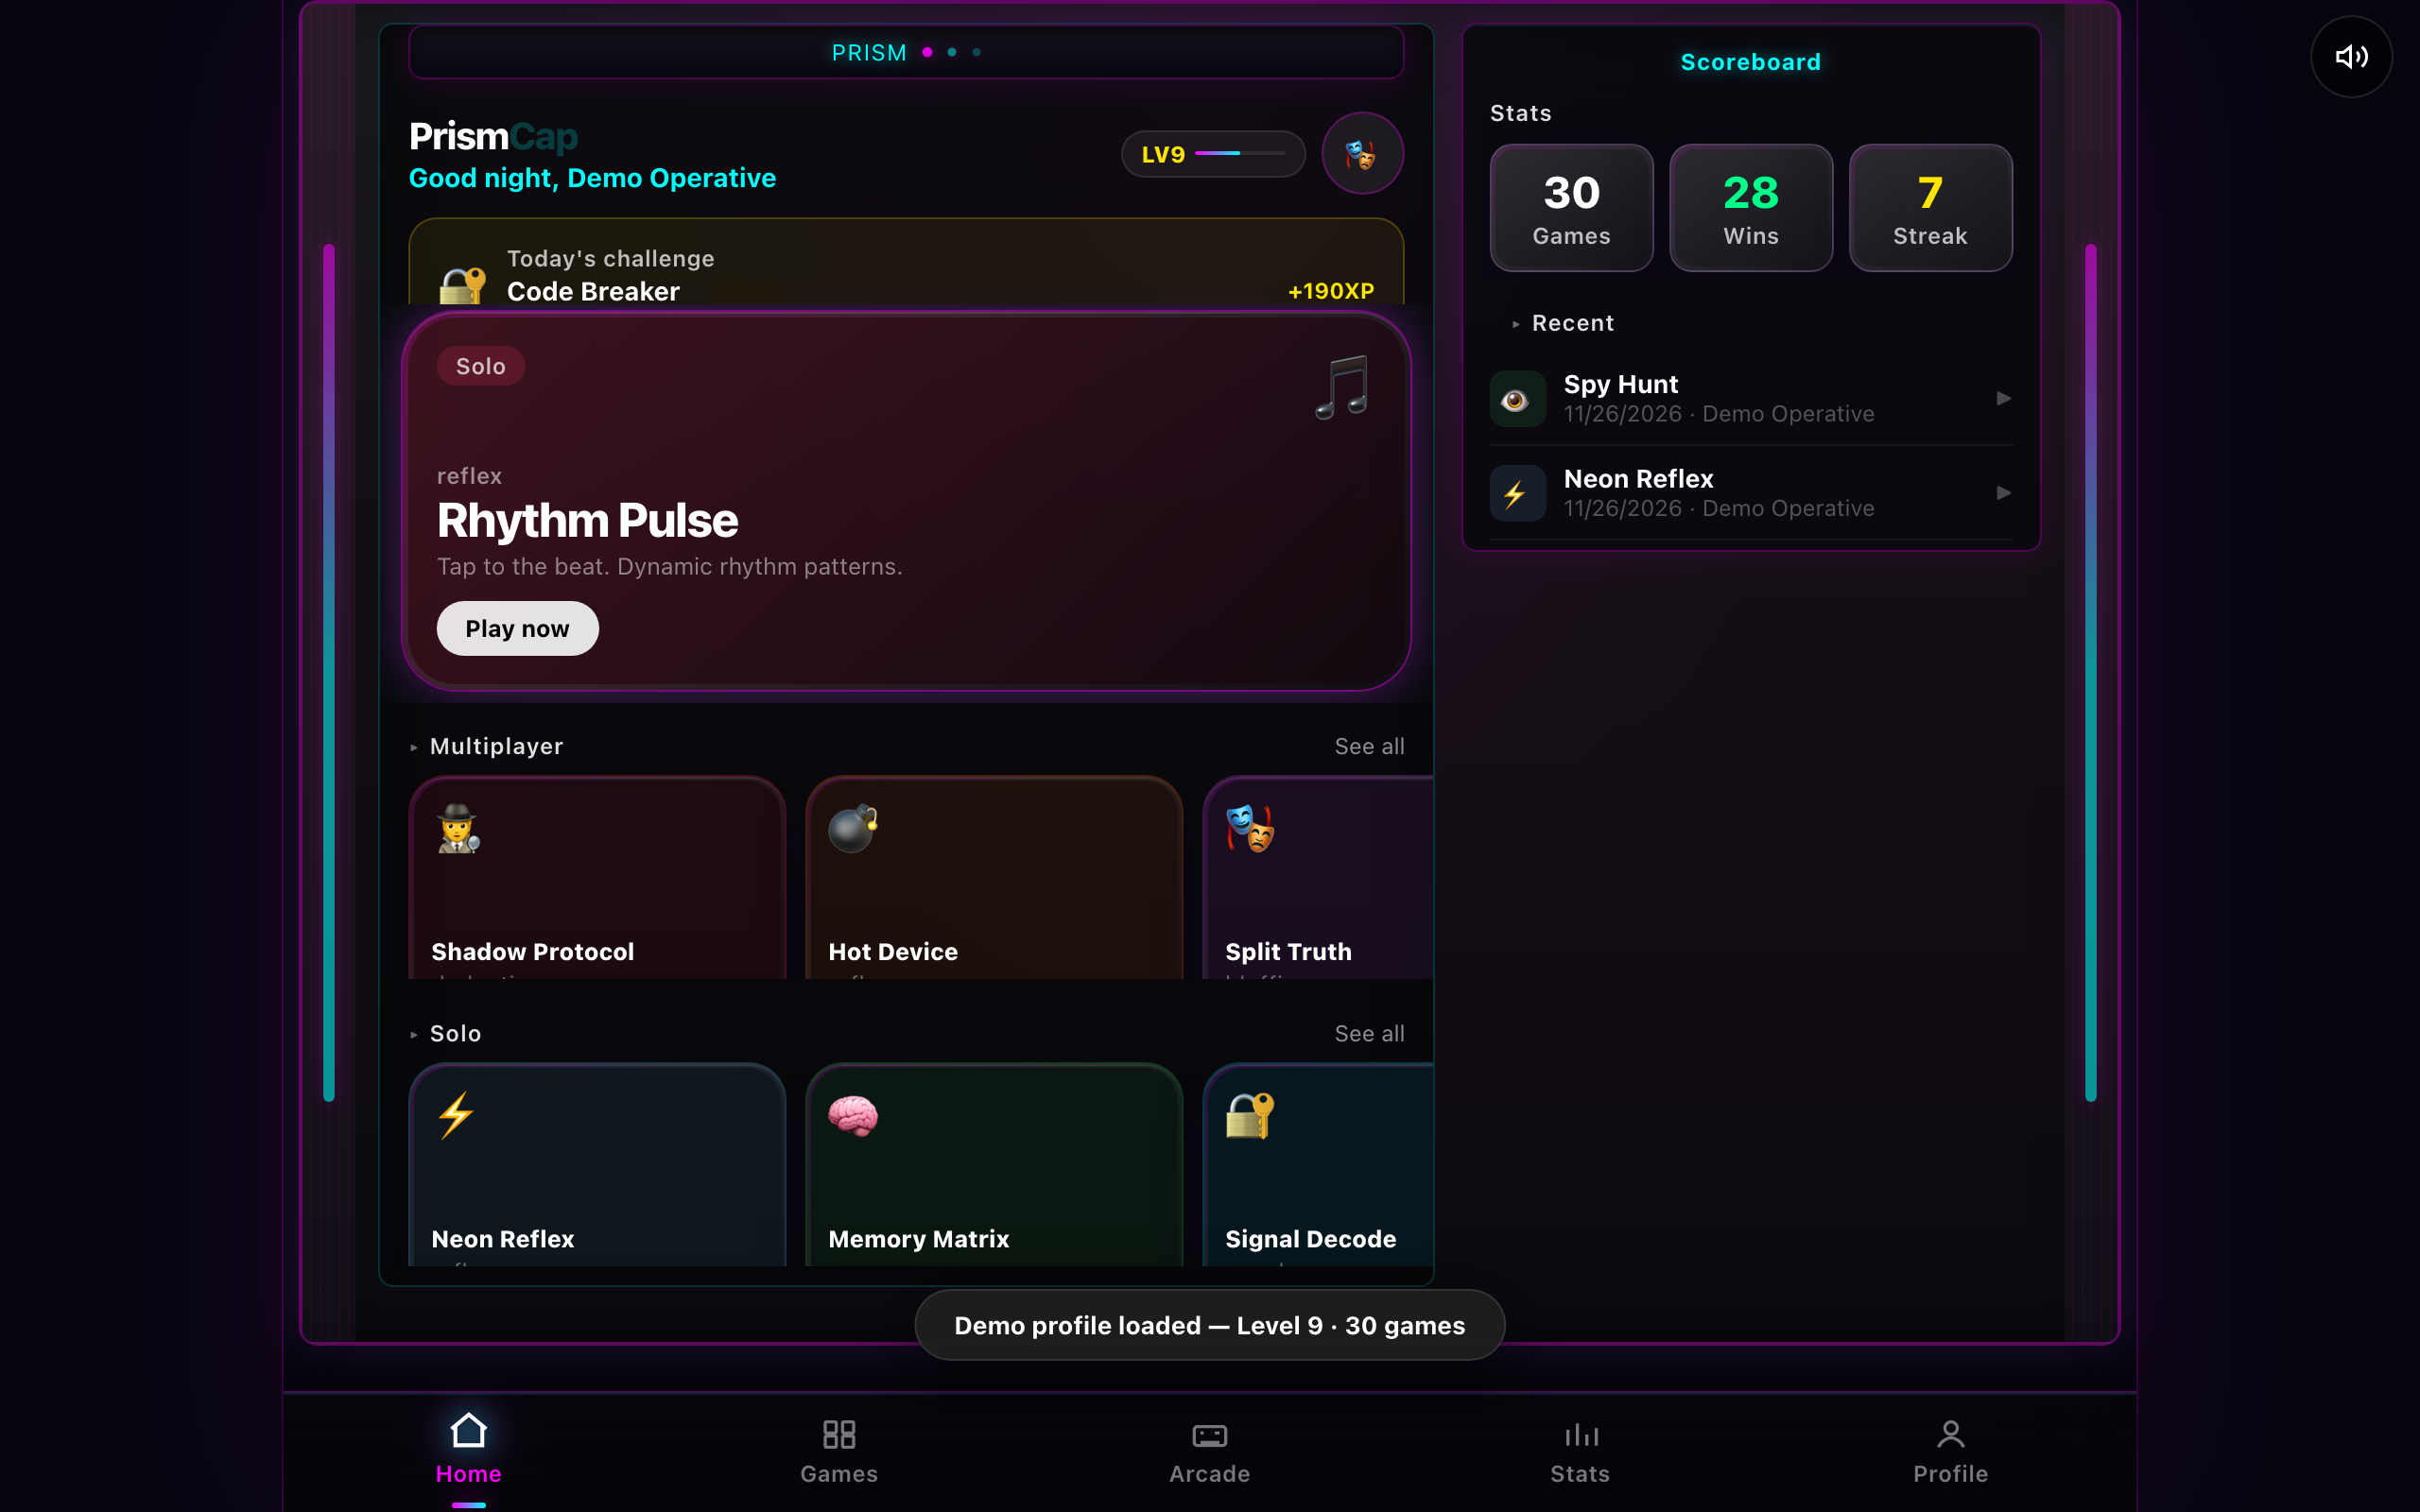 PRISM
PrismCap
Good night, Demo Operative
LV9
Today's challenge
Code Breaker
+190XP
Solo
reflex
Rhythm Pulse
Tap to the beat. Dynamic rhythm patterns.
Play now
Multiplayer
See all
Shadow Protocol
Hot Device
Split Truth
Solo
See all
Neon Reflex
Memory Matrix
Signal Decode
Scoreboard
Stats
30
Games
28
Wins
7
Streak
Recent
Spy Hunt
11/26/2026 · Demo Operative
Neon Reflex
11/26/2026 · Demo Operative
Demo profile loaded — Level 9 · 30 games
Home
Games
Arcade
Stats
Profile